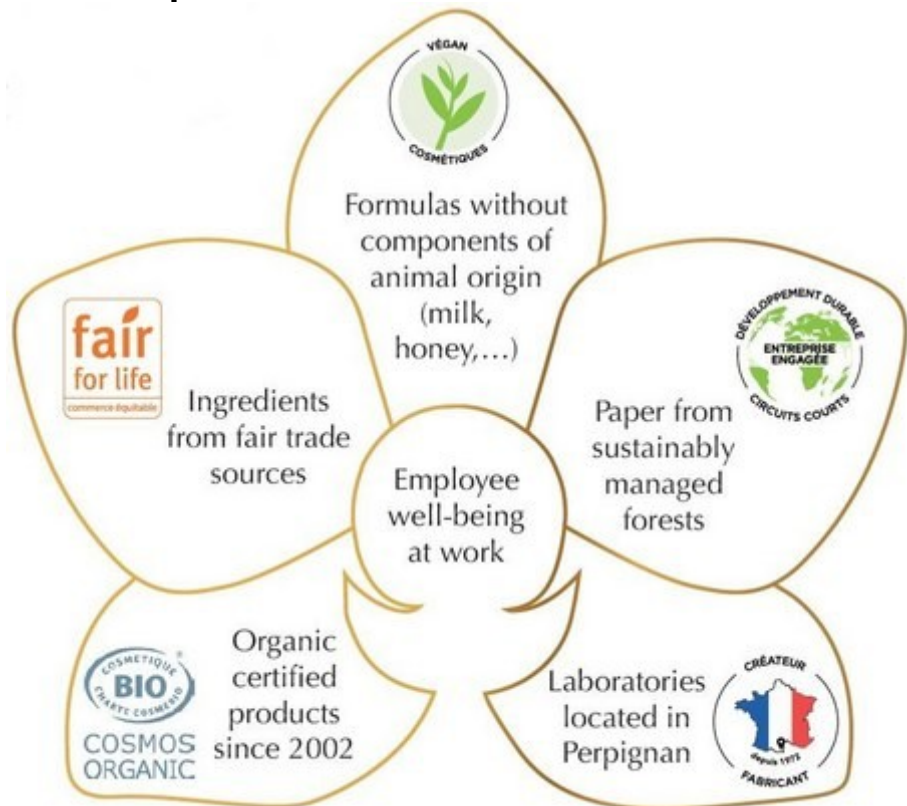 VÉGAN
COSMÉTIQUES
Formulas without
components of
animal origin
(milk,
honey,...)
fair
for life
commerce équitable
Ingredients
from fair trade
sources
DÉVELOPPEMENT DURABLE
ENTREPRISE
ENGAGÉE
CIRCUITS COURTS
Paper from
sustainably
managed
forests
Employee
well-being
at work
COSMETIQUE
BIO
CHARTE COSMEBIO
®
COSMOS
ORGANIC
Organic
certified
products
since 2002
Laboratories
located in
Perpignan
CRÉATEUR
depuis 1972
FABRICANT